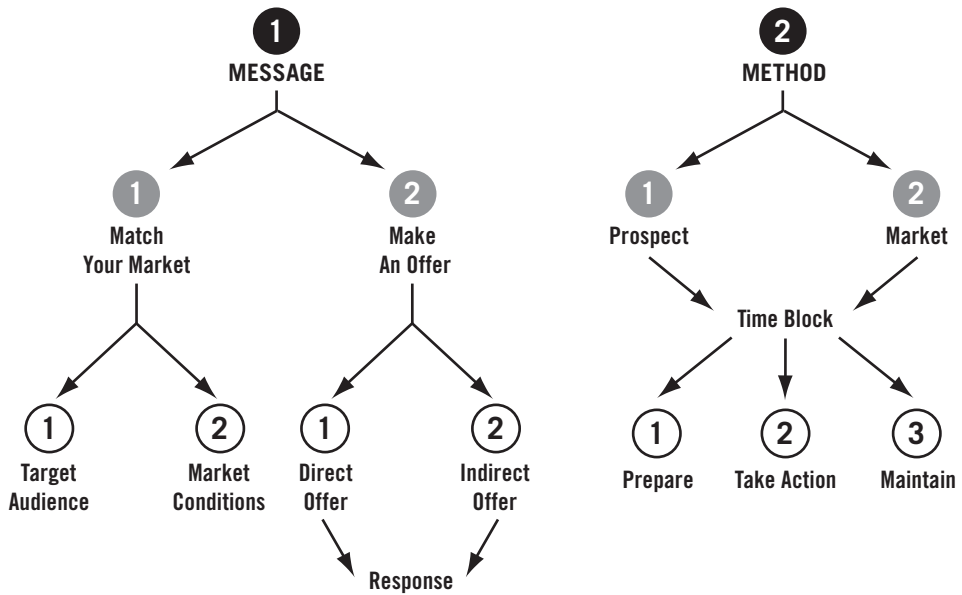 1
MESSAGE
1
Match
Your Market
2
Make
An Offer
1
Target
Audience
2
Market
Conditions
1
Direct
Offer
2
Indirect
Offer
Response
2
METHOD
1
Prospect
2
Market
Time Block
1
Prepare
2
Take Action
3
Maintain